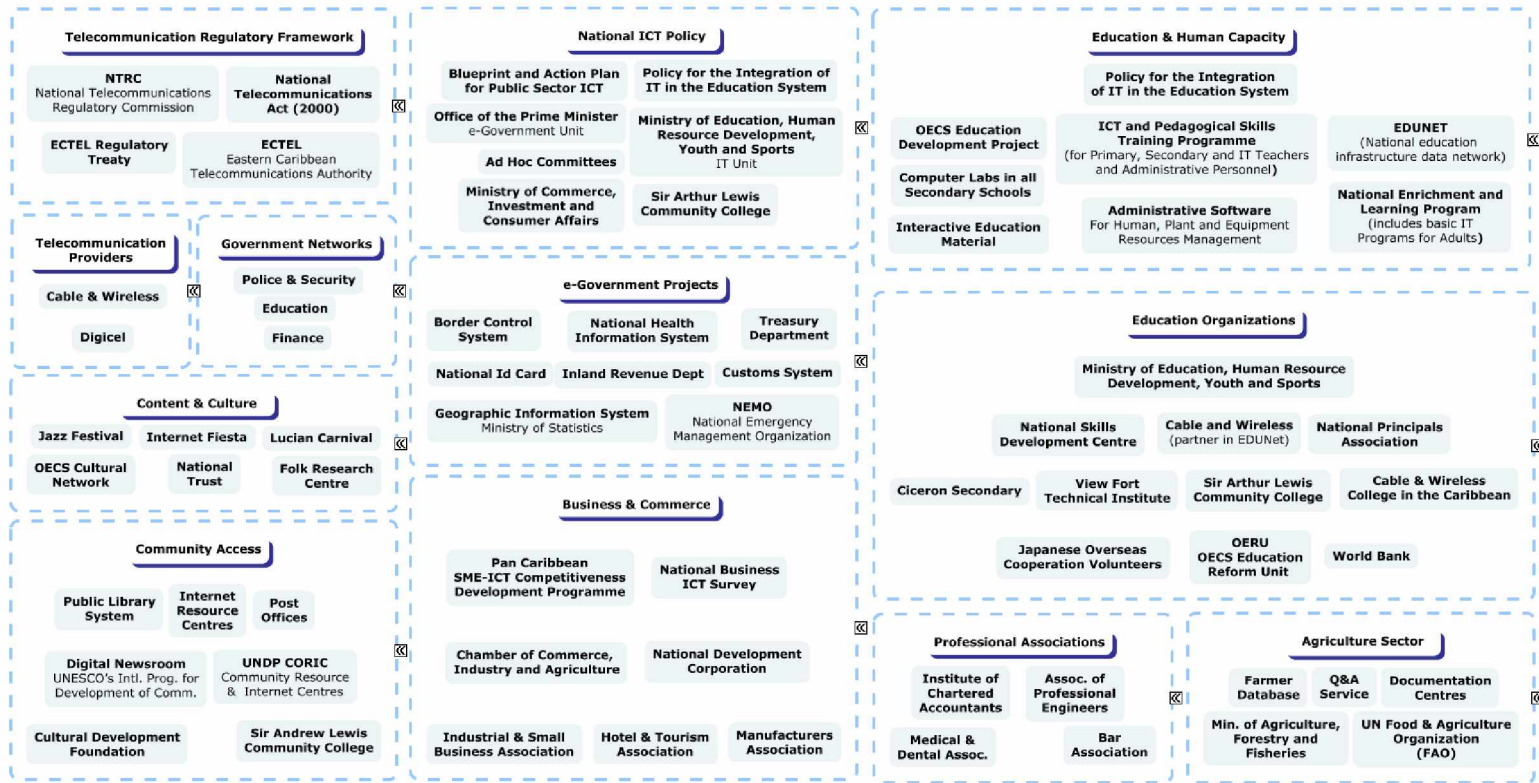 Telecommunication Regulatory Framework
NTRC
National Telecommunications
Regulatory Commission
National
Telecommunications
Act (2000)
ECTEL Regulatory
Treaty
ECTEL
Eastern Caribbean
Telecommunications Authority
Telecommunication
Providers
Cable & Wireless
Digicel
Government Networks
Police & Security
Education
Finance
Content & Culture
Jazz Festival
Internet Fiesta
Lucian Carnival
OECS Cultural
Network
National
Trust
Folk Research
Centre
Community Access
Public Library
System
Internet
Resource
Centres
Post
Offices
Digital Newsroom
UNESCO's Intl. Prog. for
Development of Comm.
UNDP CORIC
Community Resource
& Internet Centres
Cultural Development
Foundation
Sir Andrew Lewis
Community College
National ICT Policy
Blueprint and Action Plan
for Public Sector ICT
Policy for the Integration of
IT in the Education System
Office of the Prime Minister
e-Government Unit
Ministry of Education, Human
Resource Development,
Youth and Sports
IT Unit
Ad Hoc Committees
Ministry of Commerce,
Investment and
Consumer Affairs
Sir Arthur Lewis
Community College
e-Government Projects
Border Control
System
National Health
Information System
Treasury
Department
National Id Card
Inland Revenue Dept
Customs System
Geographic Information System
Ministry of Statistics
NEMO
National Emergency
Management Organization
Business & Commerce
Pan Caribbean
SME-ICT Competitiveness
Development Programme
National Business
ICT Survey
Chamber of Commerce,
Industry and Agriculture
National Development
Corporation
Industrial & Small
Business Association
Hotel & Tourism
Association
Manufacturers
Association
Education & Human Capacity
Policy for the Integration
of IT in the Education System
OECS Education
Development Project
ICT and Pedagogical Skills
Training Programme
(for Primary, Secondary and IT Teachers
and Administrative Personnel)
EDUNET
(National education
infrastructure data network)
Computer Labs in all
Secondary Schools
Interactive Education
Material
Administrative Software
For Human, Plant and Equipment
Resources Management
National Enrichment and
Learning Program
(includes basic IT
Programs for Adults)
Education Organizations
Ministry of Education, Human Resource
Development, Youth and Sports
National Skills
Development Centre
Cable and Wireless
(partner in EDUNet)
National Principals
Association
Ciceron Secondary
View Fort
Technical Institute
Sir Arthur Lewis
Community College
Cable & Wireless
College in the Caribbean
Japanese Overseas
Cooperation Volunteers
OERU
OECS Education
Reform Unit
World Bank
Professional Associations
Institute of
Chartered
Accountants
Assoc. of
Professional
Engineers
Medical &
Dental Assoc.
Bar
Association
Agriculture Sector
Farmer
Database
Q&A
Service
Documentation
Centres
Min. of Agriculture,
Forestry and
Fisheries
UN Food & Agriculture
Organization
(FAO)